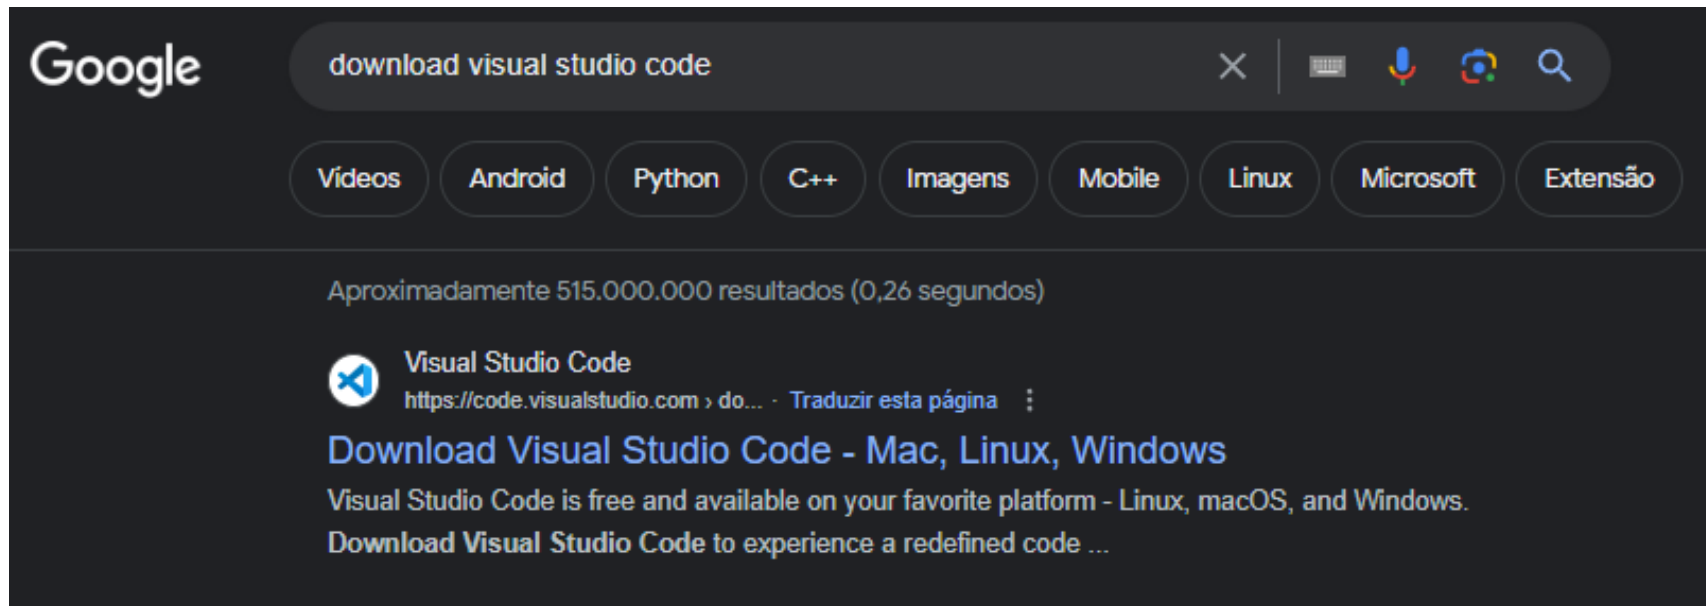 Google
download visual studio code
Vídeos Android Python C++ Imagens Mobile Linux Microsoft Extensão
Aproximadamente 515.000.000 resultados (0,26 segundos)
Visual Studio Code
https://code.visualstudio.com › do... · Traduzir esta página
Download Visual Studio Code - Mac, Linux, Windows
Visual Studio Code is free and available on your favorite platform - Linux, macOS, and Windows.
Download Visual Studio Code to experience a redefined code ...